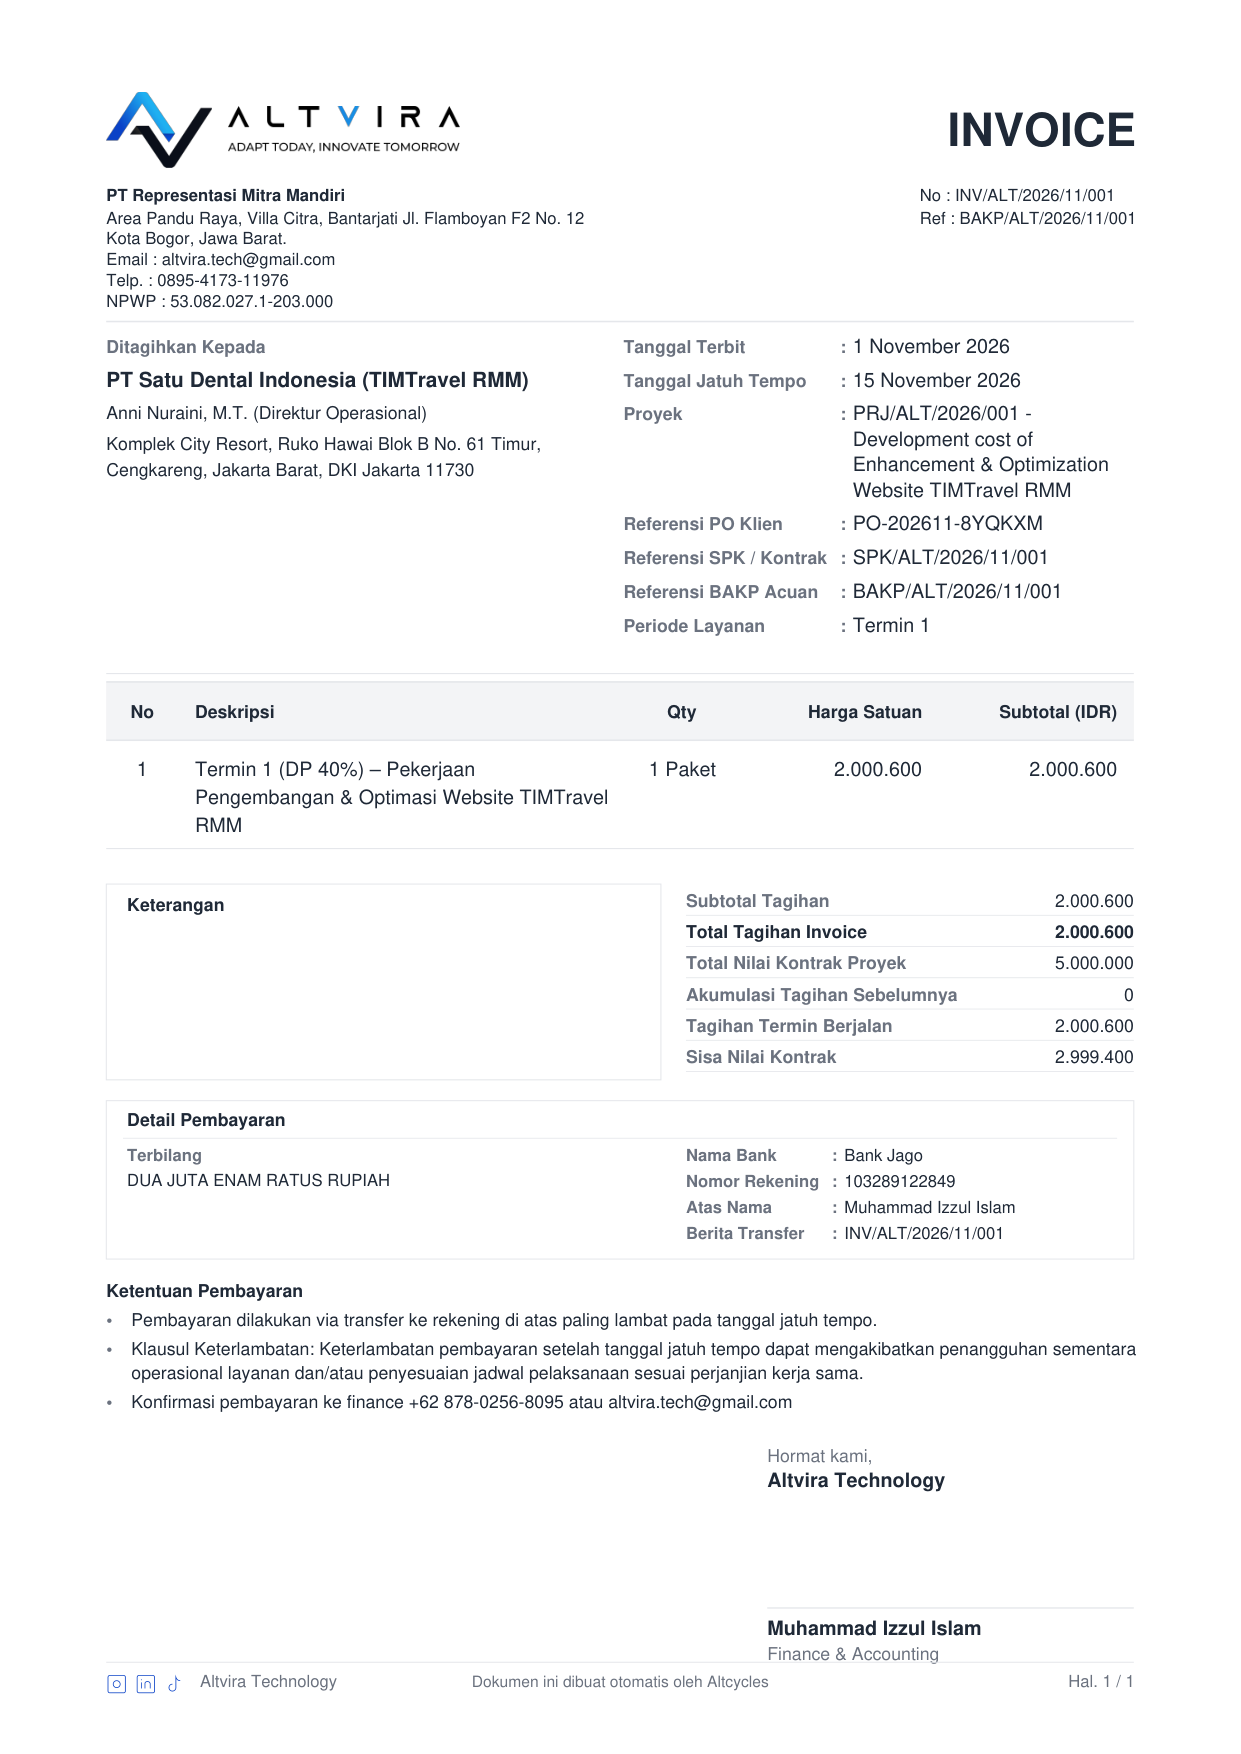 ALTVIRA
ADAPT TODAY, INNOVATE TOMORROW
INVOICE
PT Representasi Mitra Mandiri
Area Pandu Raya, Villa Citra, Bantarjati Jl. Flamboyan F2 No. 12
Kota Bogor, Jawa Barat.
Email : altvira.tech@gmail.com
Telp. : 0895-4173-11976
NPWP : 53.082.027.1-203.000
No : INV/ALT/2026/11/001
Ref : BAKP/ALT/2026/11/001
Ditagihkan Kepada
PT Satu Dental Indonesia (TIMTravel RMM)
Anni Nuraini, M.T. (Direktur Operasional)
Komplek City Resort, Ruko Hawai Blok B No. 61 Timur,
Cengkareng, Jakarta Barat, DKI Jakarta 11730
Tanggal Terbit : 1 November 2026
Tanggal Jatuh Tempo : 15 November 2026
Proyek : PRJ/ALT/2026/001 -
Development cost of
Enhancement & Optimization
Website TIMTravel RMM
Referensi PO Klien : PO-202611-8YQKXM
Referensi SPK / Kontrak : SPK/ALT/2026/11/001
Referensi BAKP Acuan : BAKP/ALT/2026/11/001
Periode Layanan : Termin 1
No Deskripsi Qty Harga Satuan Subtotal (IDR)
1 Termin 1 (DP 40%) – Pekerjaan 1 Paket 2.000.600 2.000.600
Pengembangan & Optimasi Website TIMTravel
RMM
Keterangan
Subtotal Tagihan 2.000.600
Total Tagihan Invoice 2.000.600
Total Nilai Kontrak Proyek 5.000.000
Akumulasi Tagihan Sebelumnya 0
Tagihan Termin Berjalan 2.000.600
Sisa Nilai Kontrak 2.999.400
Detail Pembayaran
Terbilang
DUA JUTA ENAM RATUS RUPIAH
Nama Bank : Bank Jago
Nomor Rekening : 103289122849
Atas Nama : Muhammad Izzul Islam
Berita Transfer : INV/ALT/2026/11/001
Ketentuan Pembayaran
• Pembayaran dilakukan via transfer ke rekening di atas paling lambat pada tanggal jatuh tempo.
• Klausul Keterlambatan: Keterlambatan pembayaran setelah tanggal jatuh tempo dapat mengakibatkan penangguhan sementara
operasional layanan dan/atau penyesuaian jadwal pelaksanaan sesuai perjanjian kerja sama.
• Konfirmasi pembayaran ke finance +62 878-0256-8095 atau altvira.tech@gmail.com
Hormat kami,
Altvira Technology
Muhammad Izzul Islam
Finance & Accounting
Altvira Technology Dokumen ini dibuat otomatis oleh Altcycles Hal. 1 / 1